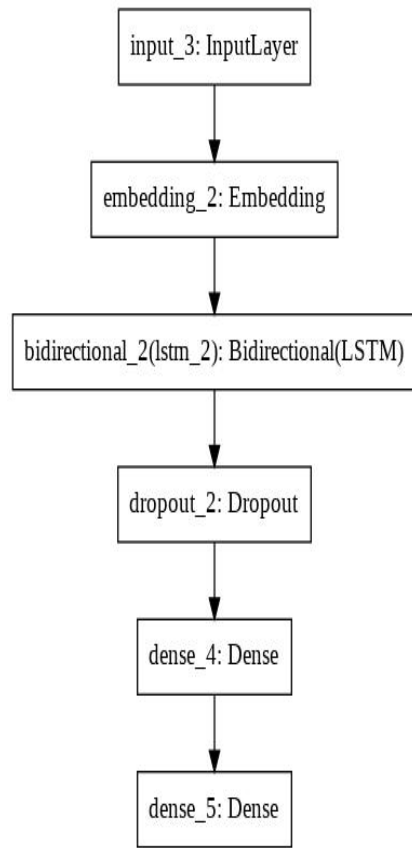 input_3: InputLayer
embedding_2: Embedding
bidirectional_2(lstm_2): Bidirectional(LSTM)
dropout_2: Dropout
dense_4: Dense
dense_5: Dense